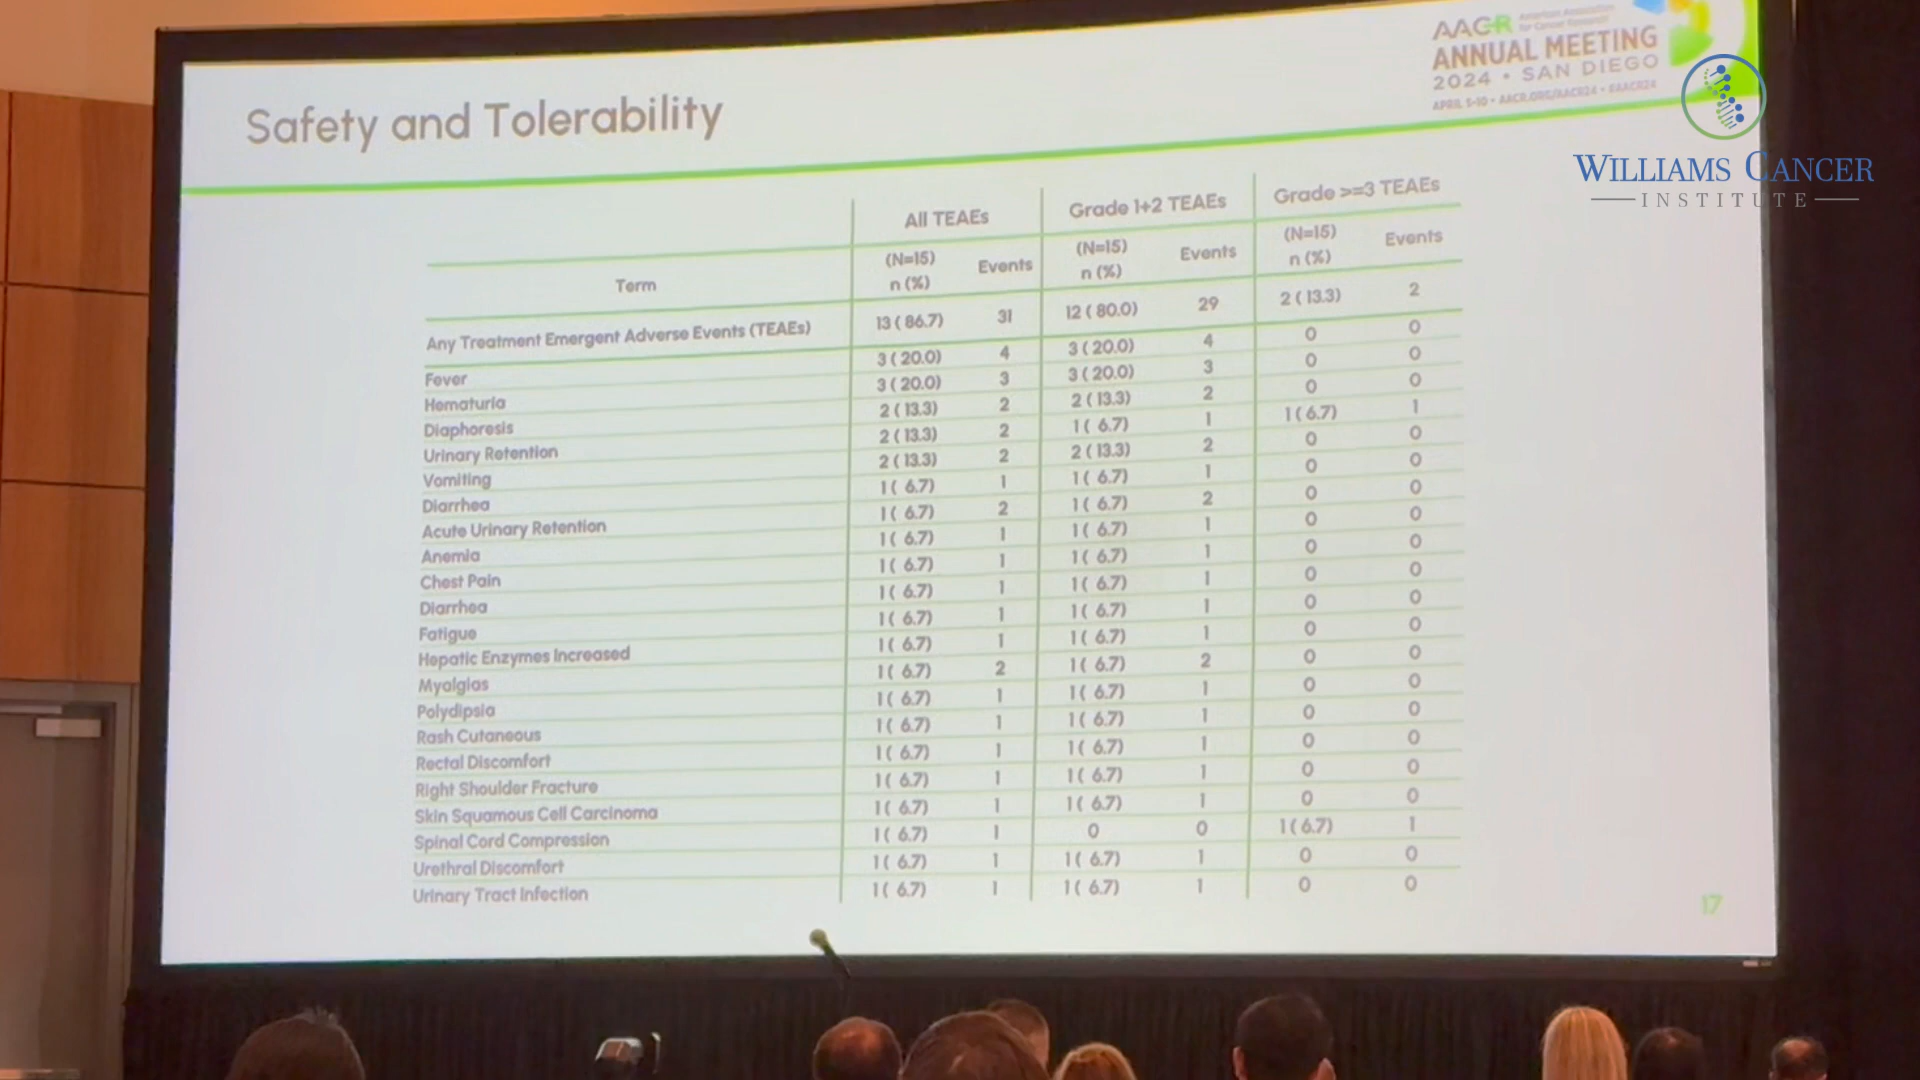 AACR American Association for Cancer Research
ANNUAL MEETING
2024 • SAN DIEGO
APRIL 5-10 • AACR.ORG/AACR24 • #AACR24
WILLIAMS CANCER
INSTITUTE
Safety and Tolerability
All TEAEs Grade 1+2 TEAEs Grade >=3 TEAEs
Term (N=15) n (%) Events (N=15) n (%) Events (N=15) n (%) Events
Any Treatment Emergent Adverse Events (TEAEs) 13 ( 86.7) 31 12 ( 80.0) 29 2 ( 13.3) 2
Fever 3 ( 20.0) 4 3 ( 20.0) 4 0 0
Hematuria 3 ( 20.0) 3 3 ( 20.0) 3 0 0
Diaphoresis 2 ( 13.3) 2 2 ( 13.3) 2 0 0
Urinary Retention 2 ( 13.3) 2 1 ( 6.7) 1 1 ( 6.7) 1
Vomiting 2 ( 13.3) 2 2 ( 13.3) 2 0 0
Diarrhea 1 ( 6.7) 1 1 ( 6.7) 1 0 0
Acute Urinary Retention 1 ( 6.7) 2 1 ( 6.7) 2 0 0
Anemia 1 ( 6.7) 1 1 ( 6.7) 1 0 0
Chest Pain 1 ( 6.7) 1 1 ( 6.7) 1 0 0
Diarrhea 1 ( 6.7) 1 1 ( 6.7) 1 0 0
Fatigue 1 ( 6.7) 1 1 ( 6.7) 1 0 0
Hepatic Enzymes Increased 1 ( 6.7) 1 1 ( 6.7) 1 0 0
Myalgias 1 ( 6.7) 2 1 ( 6.7) 2 0 0
Polydipsia 1 ( 6.7) 1 1 ( 6.7) 1 0 0
Rash Cutaneous 1 ( 6.7) 1 1 ( 6.7) 1 0 0
Rectal Discomfort 1 ( 6.7) 1 1 ( 6.7) 1 0 0
Right Shoulder Fracture 1 ( 6.7) 1 1 ( 6.7) 1 0 0
Skin Squamous Cell Carcinoma 1 ( 6.7) 1 1 ( 6.7) 1 0 0
Spinal Cord Compression 1 ( 6.7) 1 0 0 1 ( 6.7) 1
Urethral Discomfort 1 ( 6.7) 1 1 ( 6.7) 1 0 0
Urinary Tract Infection 1 ( 6.7) 1 1 ( 6.7) 1 0 0
17